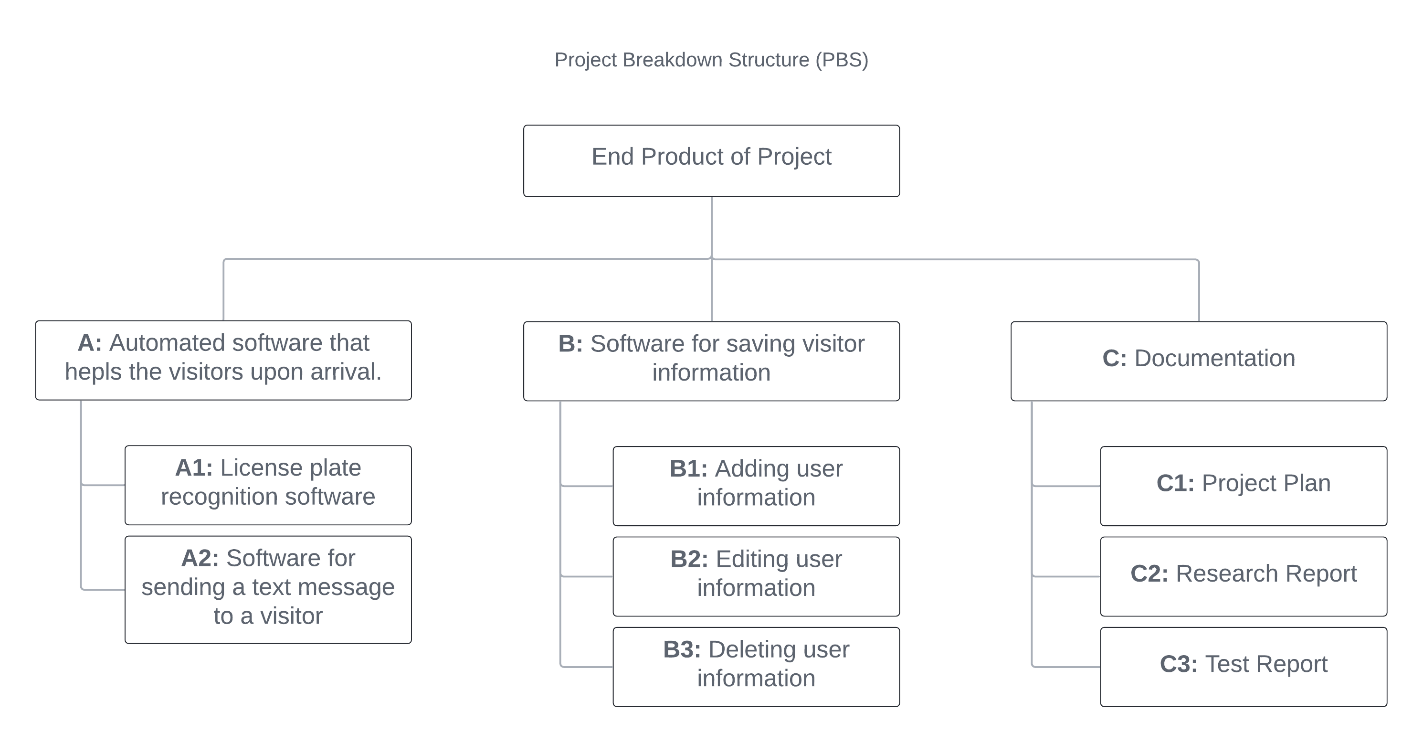 Project Breakdown Structure (PBS)
End Product of Project
A: Automated software that
hepls the visitors upon arrival.
A1: License plate
recognition software
A2: Software for
sending a text message
to a visitor
B: Software for saving visitor
information
B1: Adding user
information
B2: Editing user
information
B3: Deleting user
information
C: Documentation
C1: Project Plan
C2: Research Report
C3: Test Report